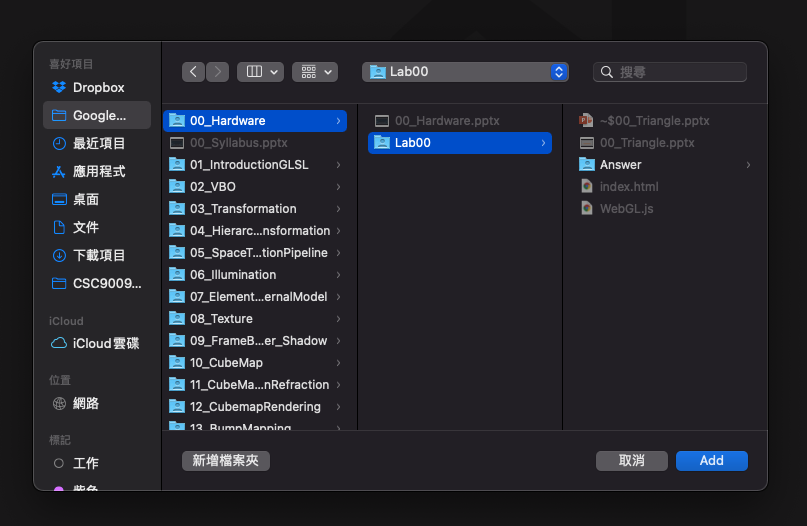 喜好項目
Dropbox
Google...
最近項目
應用程式
桌面
文件
下載項目
CSC9009...
iCloud
iCloud雲碟
位置
網路
標記
工作
紫色
Lab00
搜尋
00_Hardware
00_Syllabus.pptx
01_IntroductionGLSL
02_VBO
03_Transformation
04_Hierarc...nsformation
05_SpaceT...tionPipeline
06_Illumination
07_Element...ernalModel
08_Texture
09_FrameB...er_Shadow
10_CubeMap
11_CubeMa...nRefraction
12_CubemapRendering
13_BumpMapping
00_Hardware.pptx
Lab00
~$00_Triangle.pptx
00_Triangle.pptx
Answer
index.html
WebGL.js
新增檔案夾
取消
Add